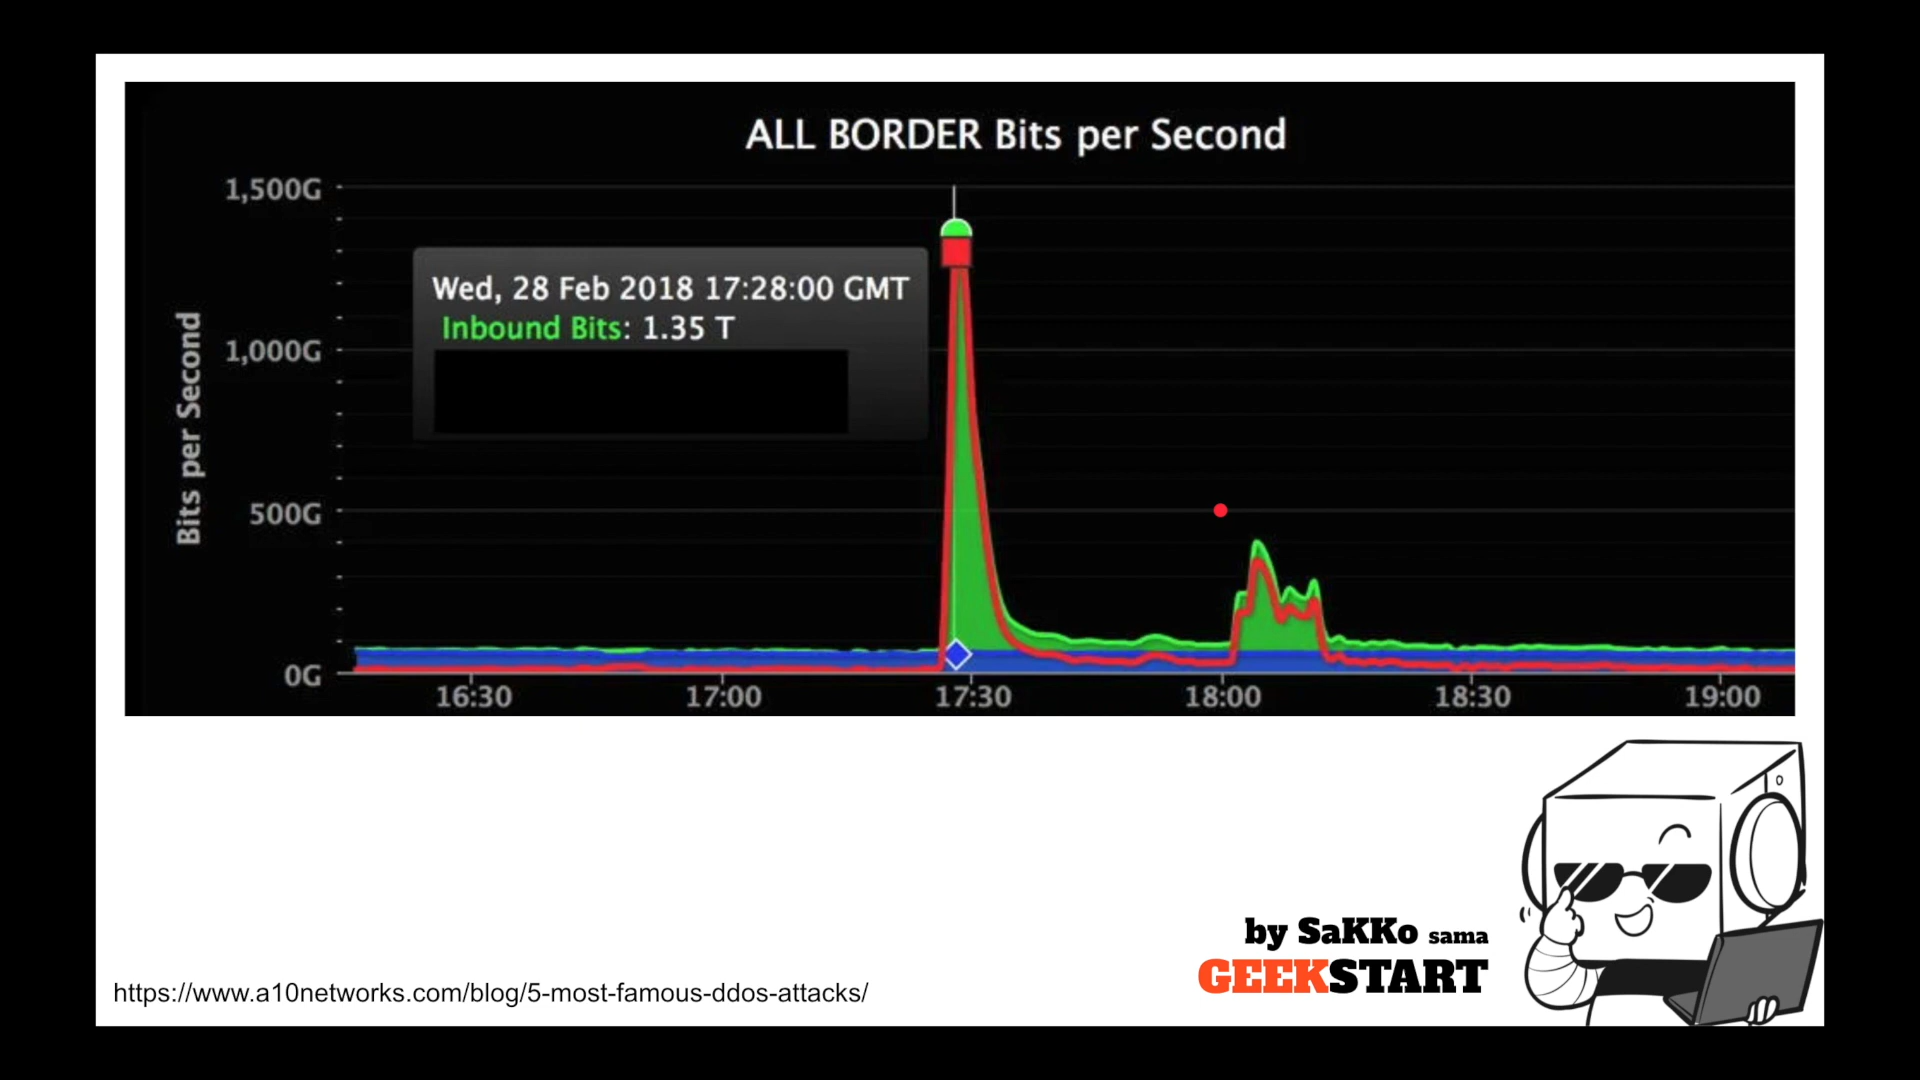 ALL BORDER Bits per Second
1,500G
Wed, 28 Feb 2018 17:28:00 GMT
Inbound Bits: 1.35 T
1,000G
Bits per Second
500G
0G
16:30 17:00 17:30 18:00 18:30 19:00
by SaKKo sama
GEEKSTART
https://www.a10networks.com/blog/5-most-famous-ddos-attacks/